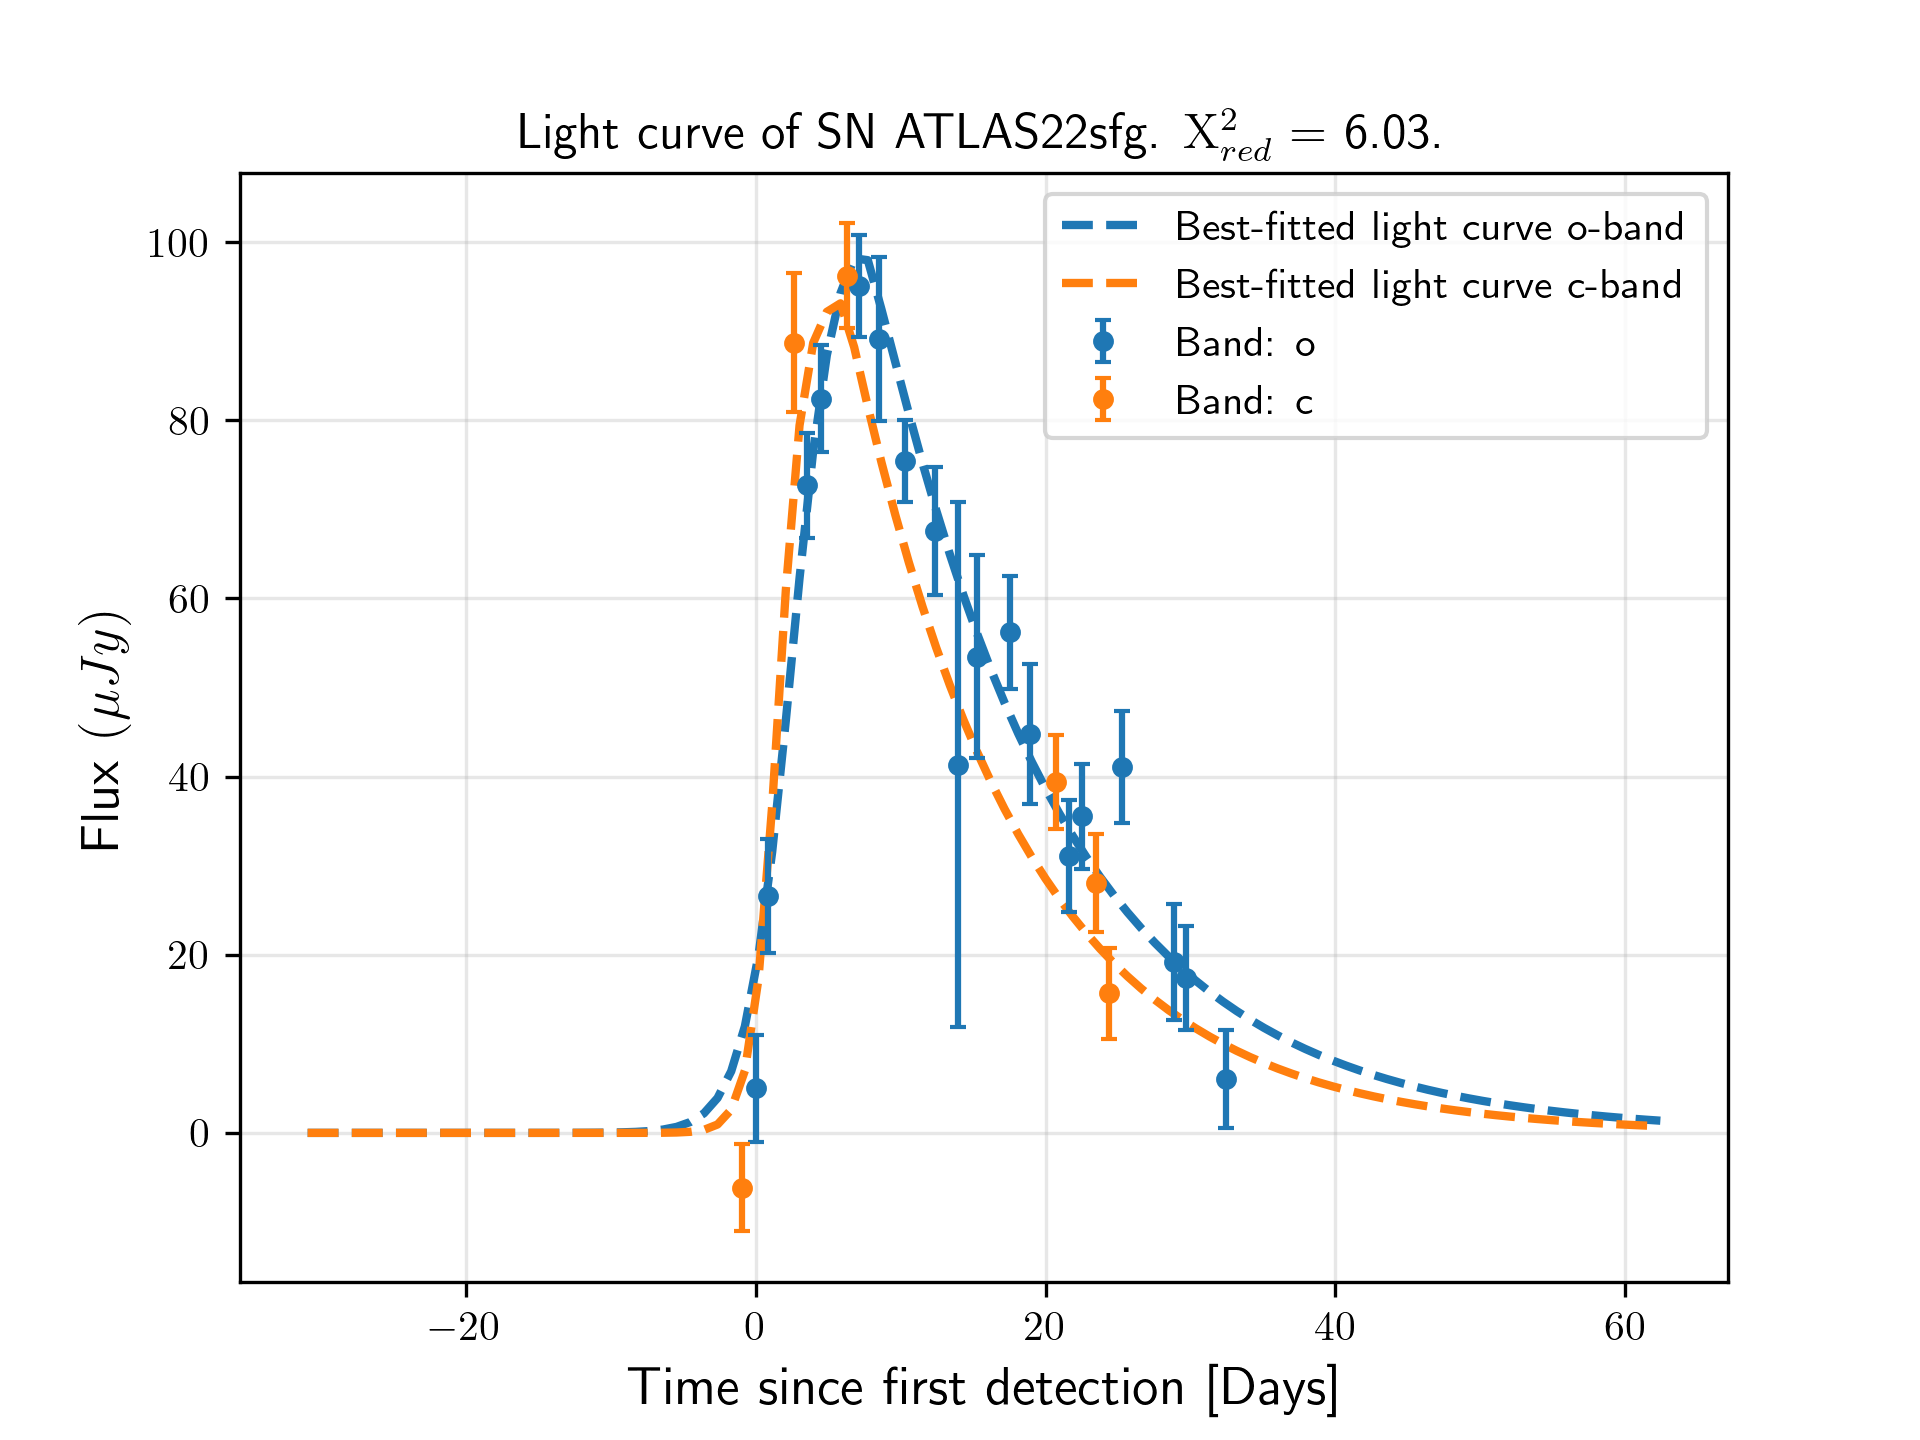 Light curve of SN ATLAS22sfg. X²_red = 6.03.
Best-fitted light curve o-band
Best-fitted light curve c-band
Band: o
Band: c
Flux (μJy)
100
80
60
40
20
0
−20 0 20 40 60
Time since first detection [Days]